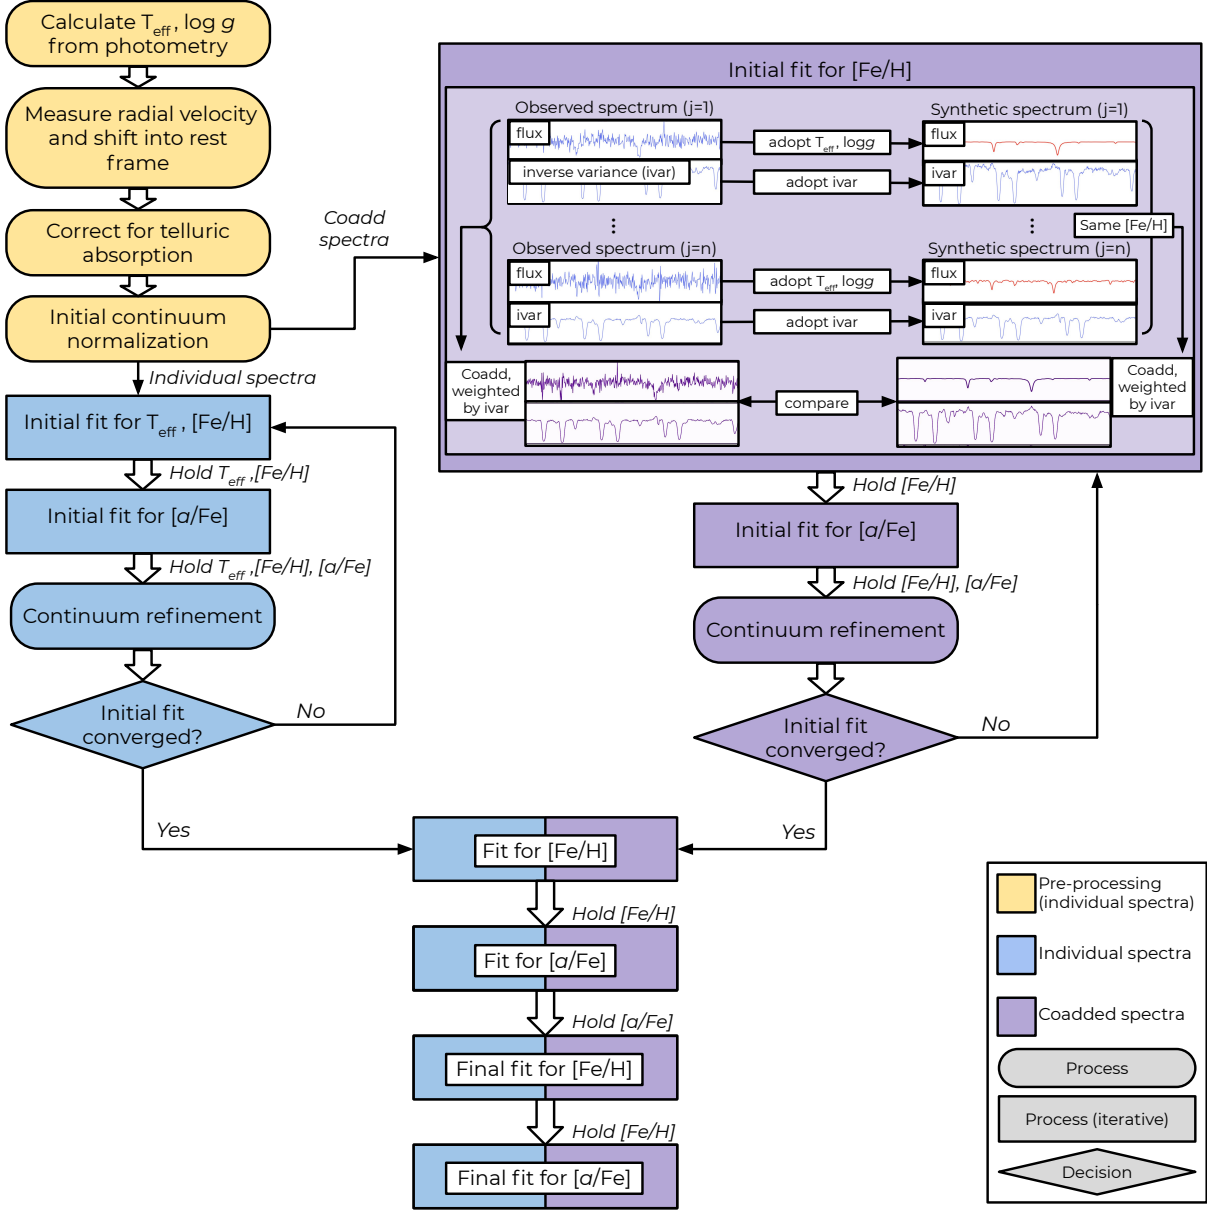 Calculate Teff, log g
from photometry
Measure radial velocity
and shift into rest
frame
Correct for telluric
absorption
Initial continuum
normalization
Coadd
spectra
Individual spectra
Initial fit for Teff , [Fe/H]
Hold Teff ,[Fe/H]
Initial fit for [α/Fe]
Hold Teff ,[Fe/H], [α/Fe]
Continuum refinement
Initial fit
converged?
No
Yes
Initial fit for [Fe/H]
Observed spectrum (j=1)
flux
inverse variance (ivar)
adopt Teff, logg
adopt ivar
Synthetic spectrum (j=1)
flux
ivar
⋮
⋮
Same [Fe/H]
Observed spectrum (j=n)
flux
ivar
adopt Teff, logg
adopt ivar
Synthetic spectrum (j=n)
flux
ivar
Coadd,
weighted
by ivar
compare
Coadd,
weighted
by ivar
Hold [Fe/H]
Initial fit for [α/Fe]
Hold [Fe/H], [α/Fe]
Continuum refinement
Initial fit
converged?
No
Yes
Fit for [Fe/H]
Hold [Fe/H]
Fit for [α/Fe]
Hold [α/Fe]
Final fit for [Fe/H]
Hold [Fe/H]
Final fit for [α/Fe]
Pre-processing
(individual spectra)
Individual spectra
Coadded spectra
Process
Process (iterative)
Decision